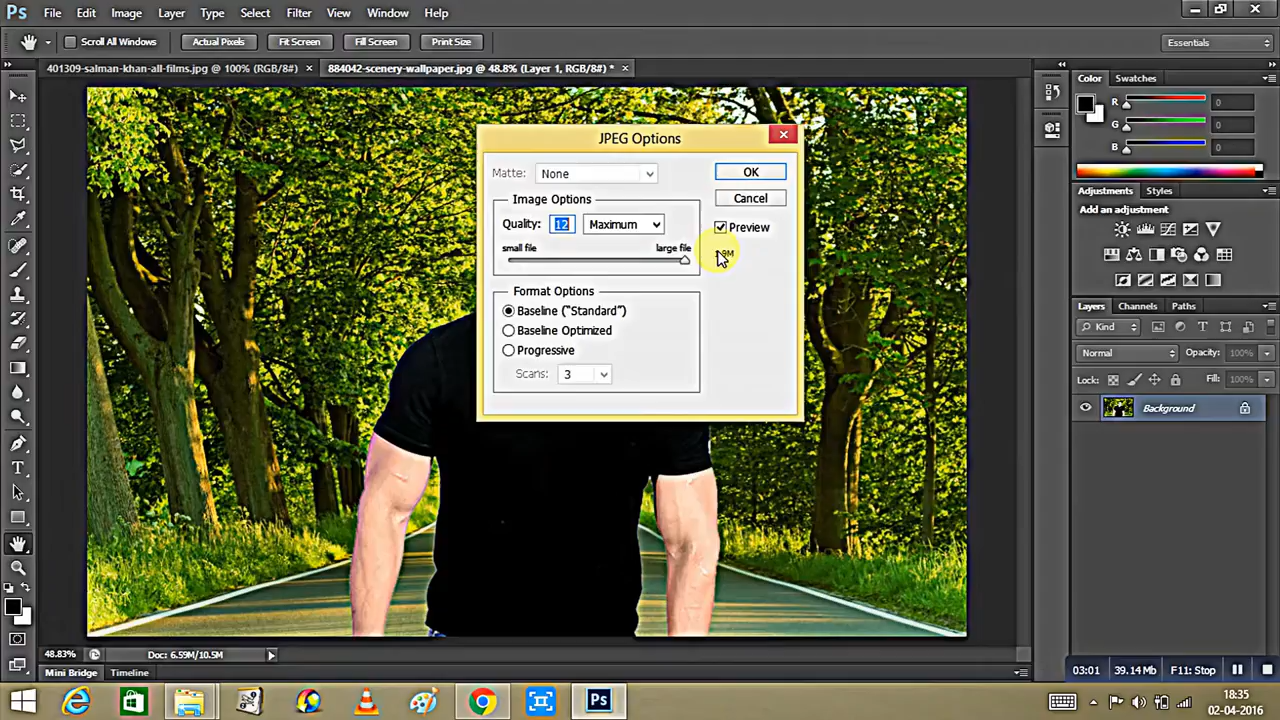 Ps File Edit Image Layer Type Select Filter View Window Help
Scroll All Windows Actual Pixels Fit Screen Fill Screen Print Size Essentials
401309-salman-khan-all-films.jpg @ 100% (RGB/8#) × 884042-scenery-wallpaper.jpg @ 48.8% (Layer 1, RGB/8#) * ×
JPEG Options
Matte: None
OK
Image Options
Cancel
Quality: 12 Maximum
Preview
small file large file
Format Options
Baseline ("Standard")
Baseline Optimized
Progressive
Scans: 3
Color Swatches
R 0
G 0
B 0
Adjustments Styles
Add an adjustment
Layers Channels Paths
Kind
Normal Opacity: 100%
Lock: Fill: 100%
Background
48.83% Doc: 6.59M/10.5M
Mini Bridge Timeline
03:01 39.14 Mb F11: Stop
Ps
18:35
02-04-2016